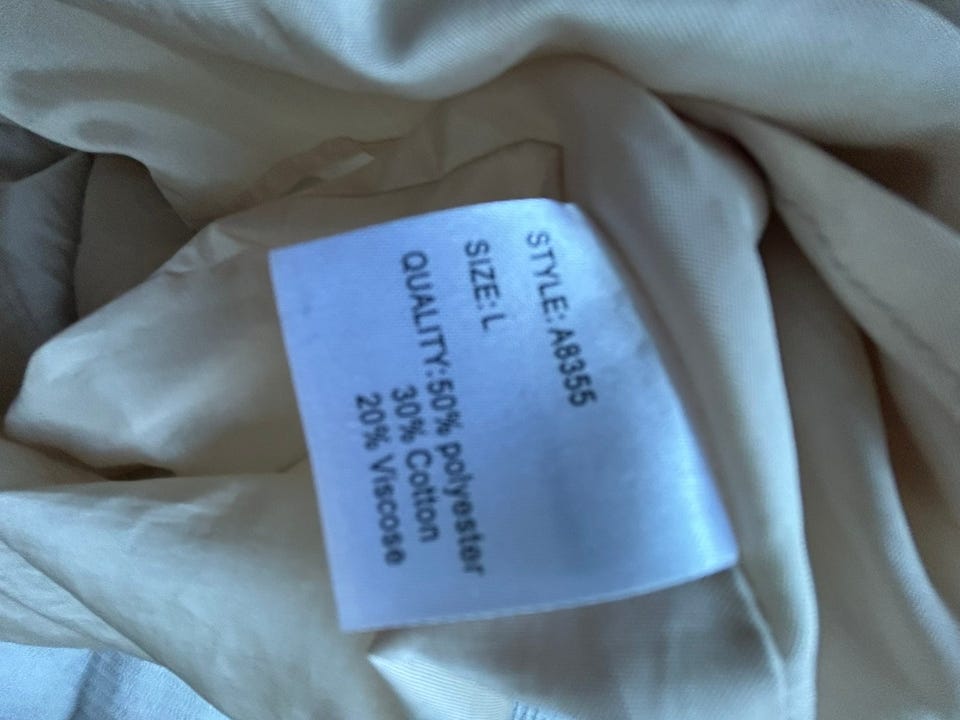 STYLE: A8355
SIZE: L
QUALITY: 50% polyester
30% Cotton
20% Viscose